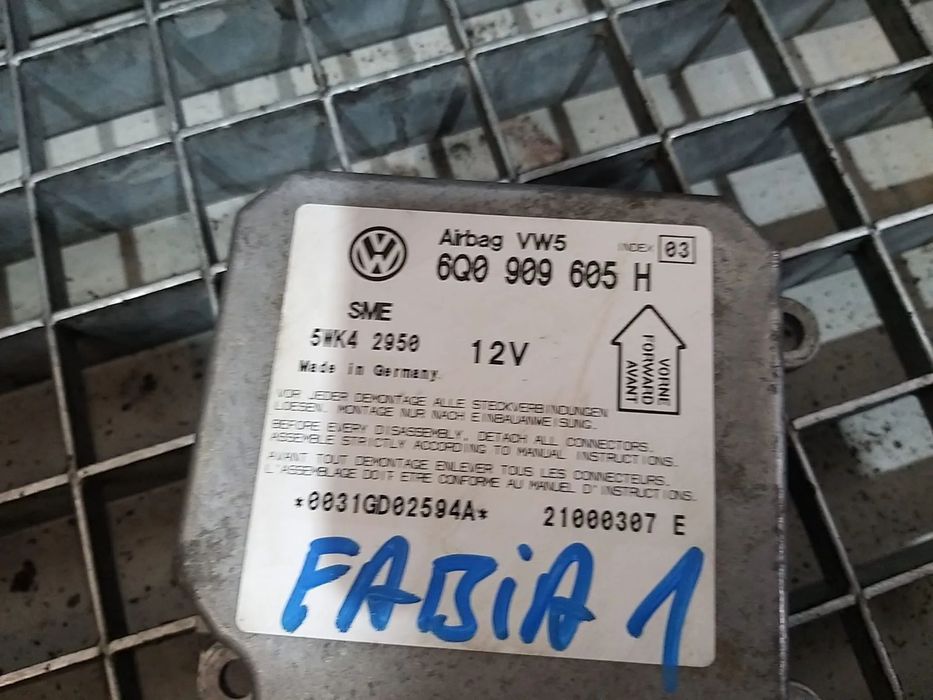 Airbag VW5 INDEX 03
6Q0 909 605 H
SME
5WK4 2950 12V
Made in Germany.
VORNE
FORWARD
AVANT
VOR JEDER DEMONTAGE ALLE STECKVERBINDUNGEN
LOESEN. MONTAGE NUR NACH EINBAUANWEISUNG.
BEFORE EVERY DISASSEMBLY, DETACH ALL CONNECTORS.
ASSEMBLE STRICTLY ACCORDING TO MANUAL INSTRUCTIONS.
AVANT TOUT DEMONTAGE ENLEVER TOUS LES CONNECTEURS.
L'ASSEMBLAGE DOIT ETRE CONFORME AU MANUEL D'INSTRUCTIONS.
*0031GD02594A* 21000307 E
FABiA 1